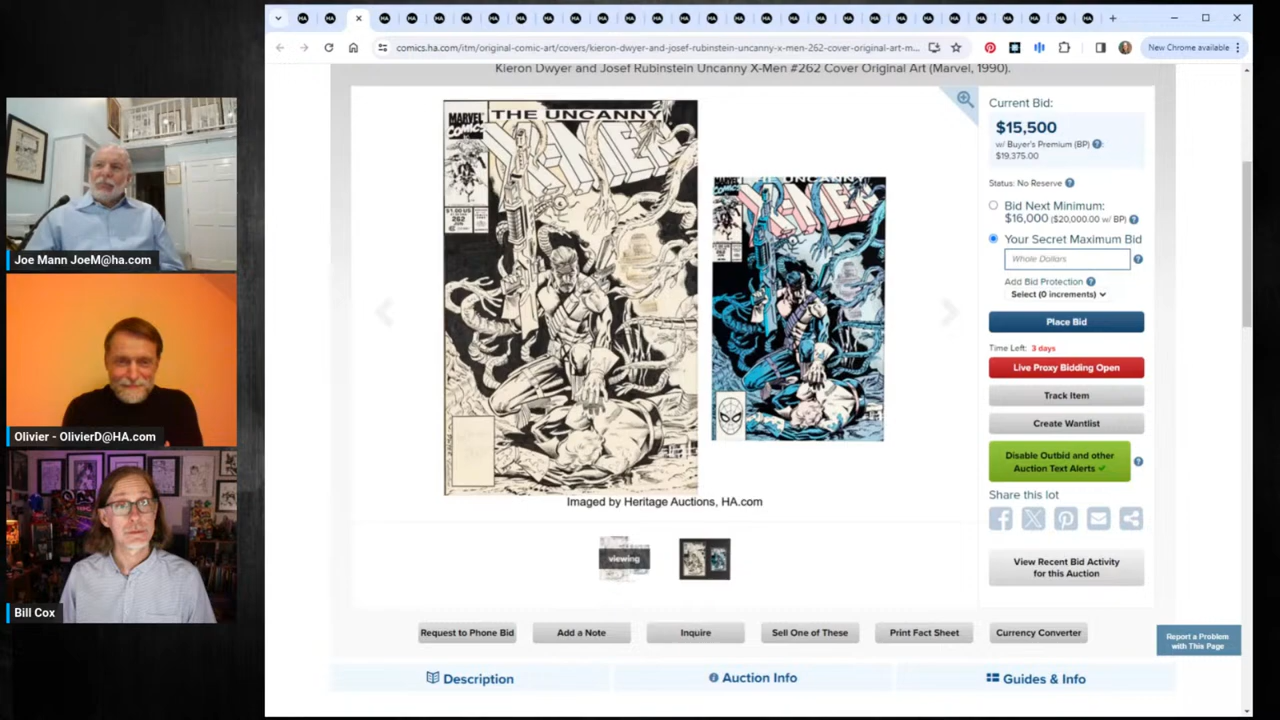 comics.ha.com/itm/original-comic-art/covers/kieron-dwyer-and-josef-rubinstein-uncanny-x-men-262-cover-original-art-m...
New Chrome available
Kieron Dwyer and Josef Rubinstein Uncanny X-Men #262 Cover Original Art (Marvel, 1990).
MARVEL COMICS
THE UNCANNY
X-MEN
$1.00 US
262
JUN
Imaged by Heritage Auctions, HA.com
viewing
Current Bid:
$15,500
w/ Buyer's Premium (BP)
$19,375.00
Status: No Reserve
Bid Next Minimum:
$16,000 ($20,000.00 w/ BP)
Your Secret Maximum Bid
Whole Dollars
Add Bid Protection
Select (0 increments)
Place Bid
Time Left: 3 days
Live Proxy Bidding Open
Track Item
Create Wantlist
Disable Outbid and other
Auction Text Alerts
Share this lot
View Recent Bid Activity
for this Auction
Request to Phone Bid
Add a Note
Inquire
Sell One of These
Print Fact Sheet
Currency Converter
Report a Problem
with This Page
Description
Auction Info
Guides & Info
Joe Mann JoeM@ha.com
Olivier - OlivierD@HA.com
Bill Cox